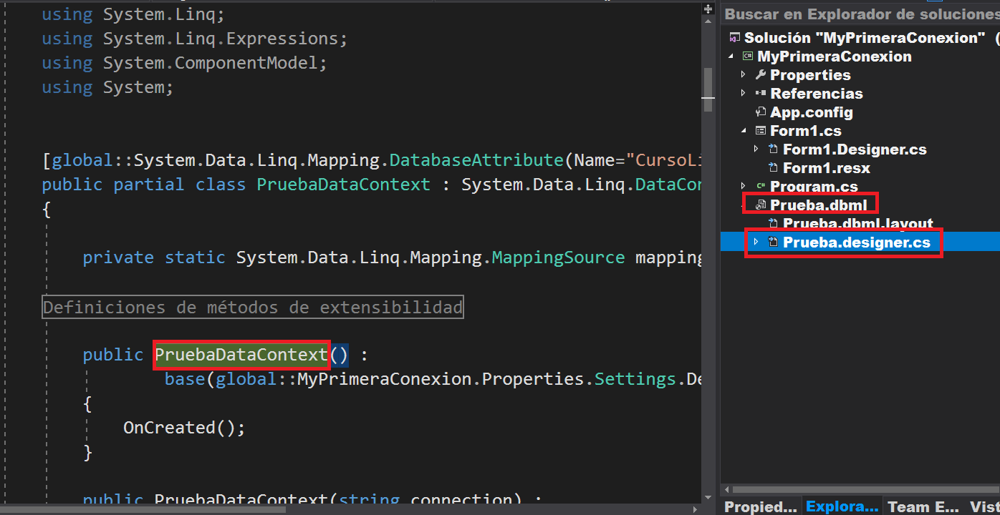 using System.Linq;
using System.Linq.Expressions;
using System.ComponentModel;
using System;
[global::System.Data.Linq.Mapping.DatabaseAttribute(Name="CursoLi
public partial class PruebaDataContext : System.Data.Linq.DataCon
{
private static System.Data.Linq.Mapping.MappingSource mapping
Definiciones de métodos de extensibilidad
public PruebaDataContext() :
base(global::MyPrimeraConexion.Properties.Settings.De
{
OnCreated();
}
public PruebaDataContext(string connection) :
Buscar en Explorador de soluciones
Solución "MyPrimeraConexion" (
C# MyPrimeraConexion
Properties
Referencias
App.config
Form1.cs
Form1.Designer.cs
Form1.resx
C# Program.cs
Prueba.dbml
Prueba.dbml.layout
Prueba.designer.cs
Propied... Explora... Team E... Vist